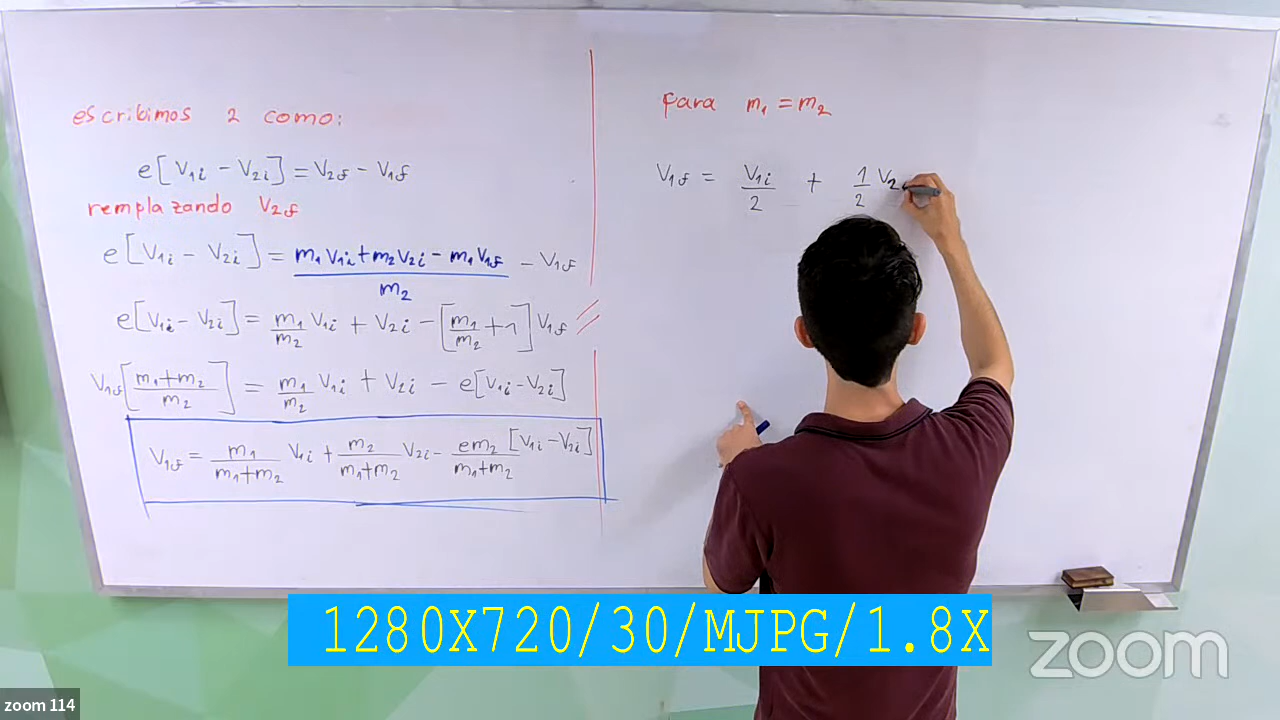 escribimos 2 como:
e[V1i - V2i] = V2f - V1f
remplazando V2f
e[V1i - V2i] = (m1V1i + m2V2i - m1V1f)/m2 - V1f
e[V1i - V2i] = m1/m2 V1i + V2i - [m1/m2 + 1] V1f //
V1f[(m1+m2)/m2] = m1/m2 V1i + V2i - e[V1i - V2i]
V1f = m1/(m1+m2) V1i + m2/(m1+m2) V2i - em2/(m1+m2) [V1i - V2i]
para m1 = m2
V1f = V1i/2 + 1/2 V2
1280X720/30/MJPG/1.8X
zoom
zoom 114